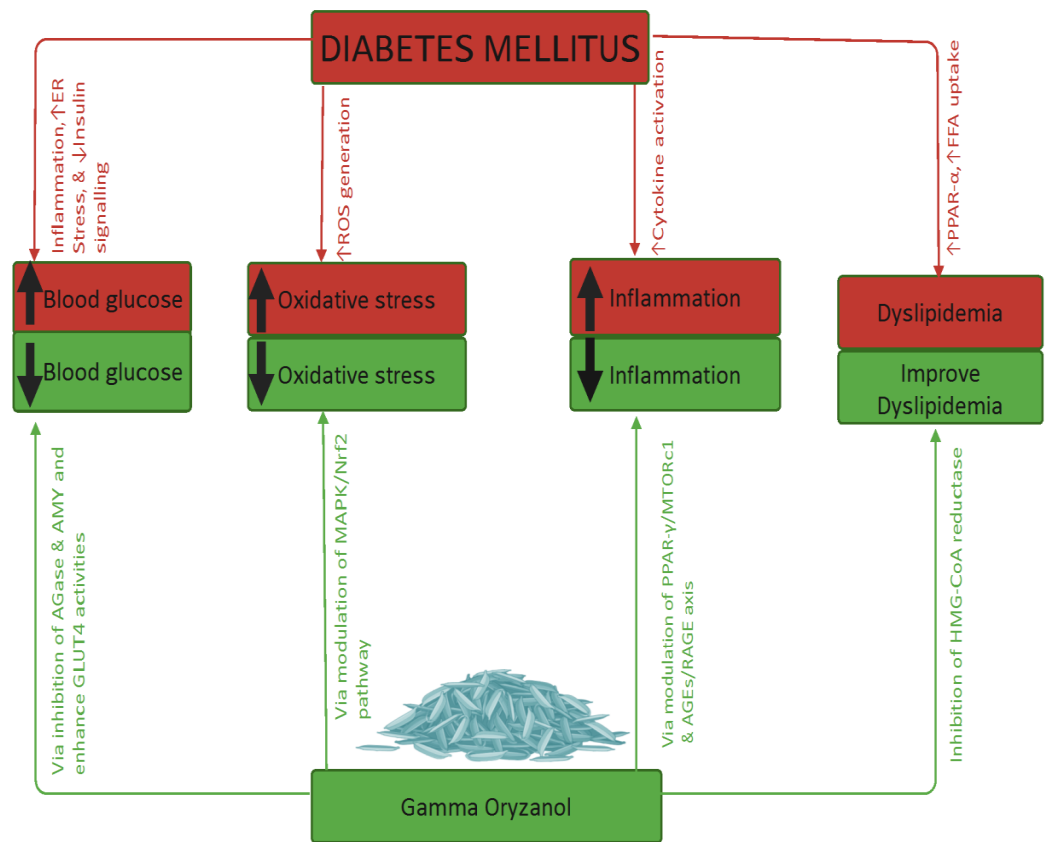 DIABETES MELLITUS
Inflammation,↑ER
Stress, & ↓Insulin
signalling
↑ROS generation
↑Cytokine activation
↑PPAR-α,↑FFA uptake
Blood glucose
Oxidative stress
Inflammation
Dyslipidemia
Blood glucose
Oxidative stress
Inflammation
Improve
Dyslipidemia
Via inhibition of AGase & AMY and
enhance GLUT4 activities
Via modulation of MAPK/Nrf2
pathway
Via modulation of PPAR-γ/MTORc1
& AGEs/RAGE axis
Inhibition of HMG-CoA reductase
Gamma Oryzanol